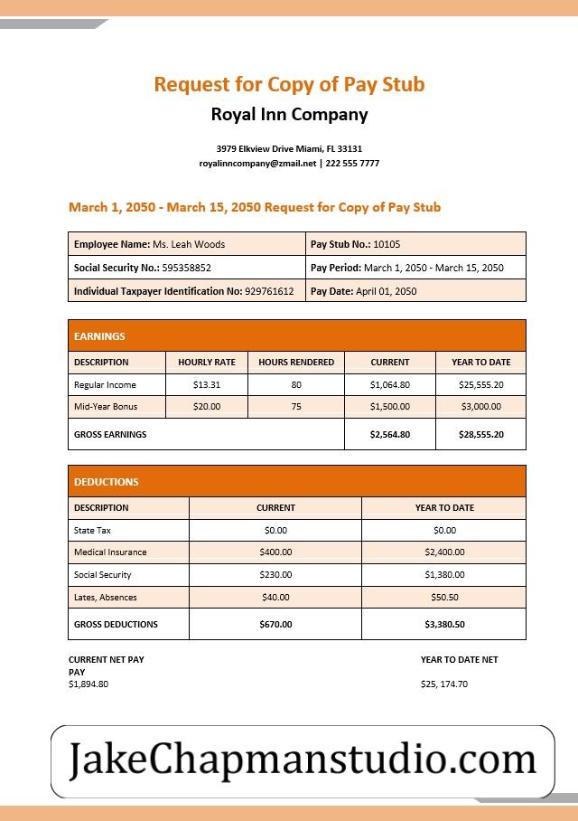 Request for Copy of Pay Stub
Royal Inn Company
3979 Elkview Drive Miami, FL 33131
royalinncompany@zmail.net | 222 555 7777
March 1, 2050 - March 15, 2050 Request for Copy of Pay Stub
Employee Name: Ms. Leah Woods Pay Stub No.: 10105
Social Security No.: 595358852 Pay Period: March 1, 2050 - March 15, 2050
Individual Taxpayer Identification No: 929761612 Pay Date: April 01, 2050
EARNINGS
DESCRIPTION HOURLY RATE HOURS RENDERED CURRENT YEAR TO DATE
Regular Income $13.31 80 $1,064.80 $25,555.20
Mid-Year Bonus $20.00 75 $1,500.00 $3,000.00
GROSS EARNINGS $2,564.80 $28,555.20
DEDUCTIONS
DESCRIPTION CURRENT YEAR TO DATE
State Tax $0.00 $0.00
Medical Insurance $400.00 $2,400.00
Social Security $230.00 $1,380.00
Lates, Absences $40.00 $50.50
GROSS DEDUCTIONS $670.00 $3,380.50
CURRENT NET PAY YEAR TO DATE NET
PAY
$1,894.80 $25, 174.70
JakeChapmanstudio.com